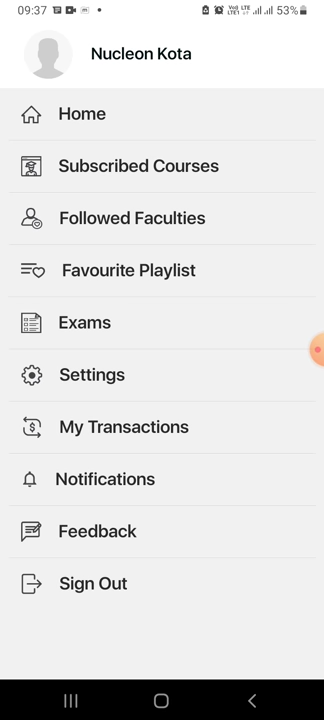 09:37 53%
Nucleon Kota
Home
Subscribed Courses
Followed Faculties
Favourite Playlist
Exams
Settings
My Transactions
Notifications
Feedback
Sign Out